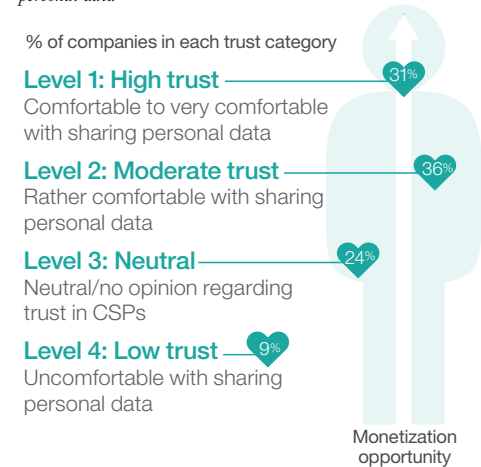 personal data
% of companies in each trust category
Level 1: High trust
31%
Comfortable to very comfortable
with sharing personal data
Level 2: Moderate trust
36%
Rather comfortable with sharing
personal data
Level 3: Neutral
24%
Neutral/no opinion regarding
trust in CSPs
Level 4: Low trust
9%
Uncomfortable with sharing
personal data
Monetization
opportunity